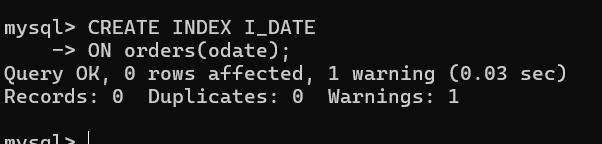 mysql> CREATE INDEX I_DATE
    -> ON orders(odate);
Query OK, 0 rows affected, 1 warning (0.03 sec)
Records: 0  Duplicates: 0  Warnings: 1

mysql>